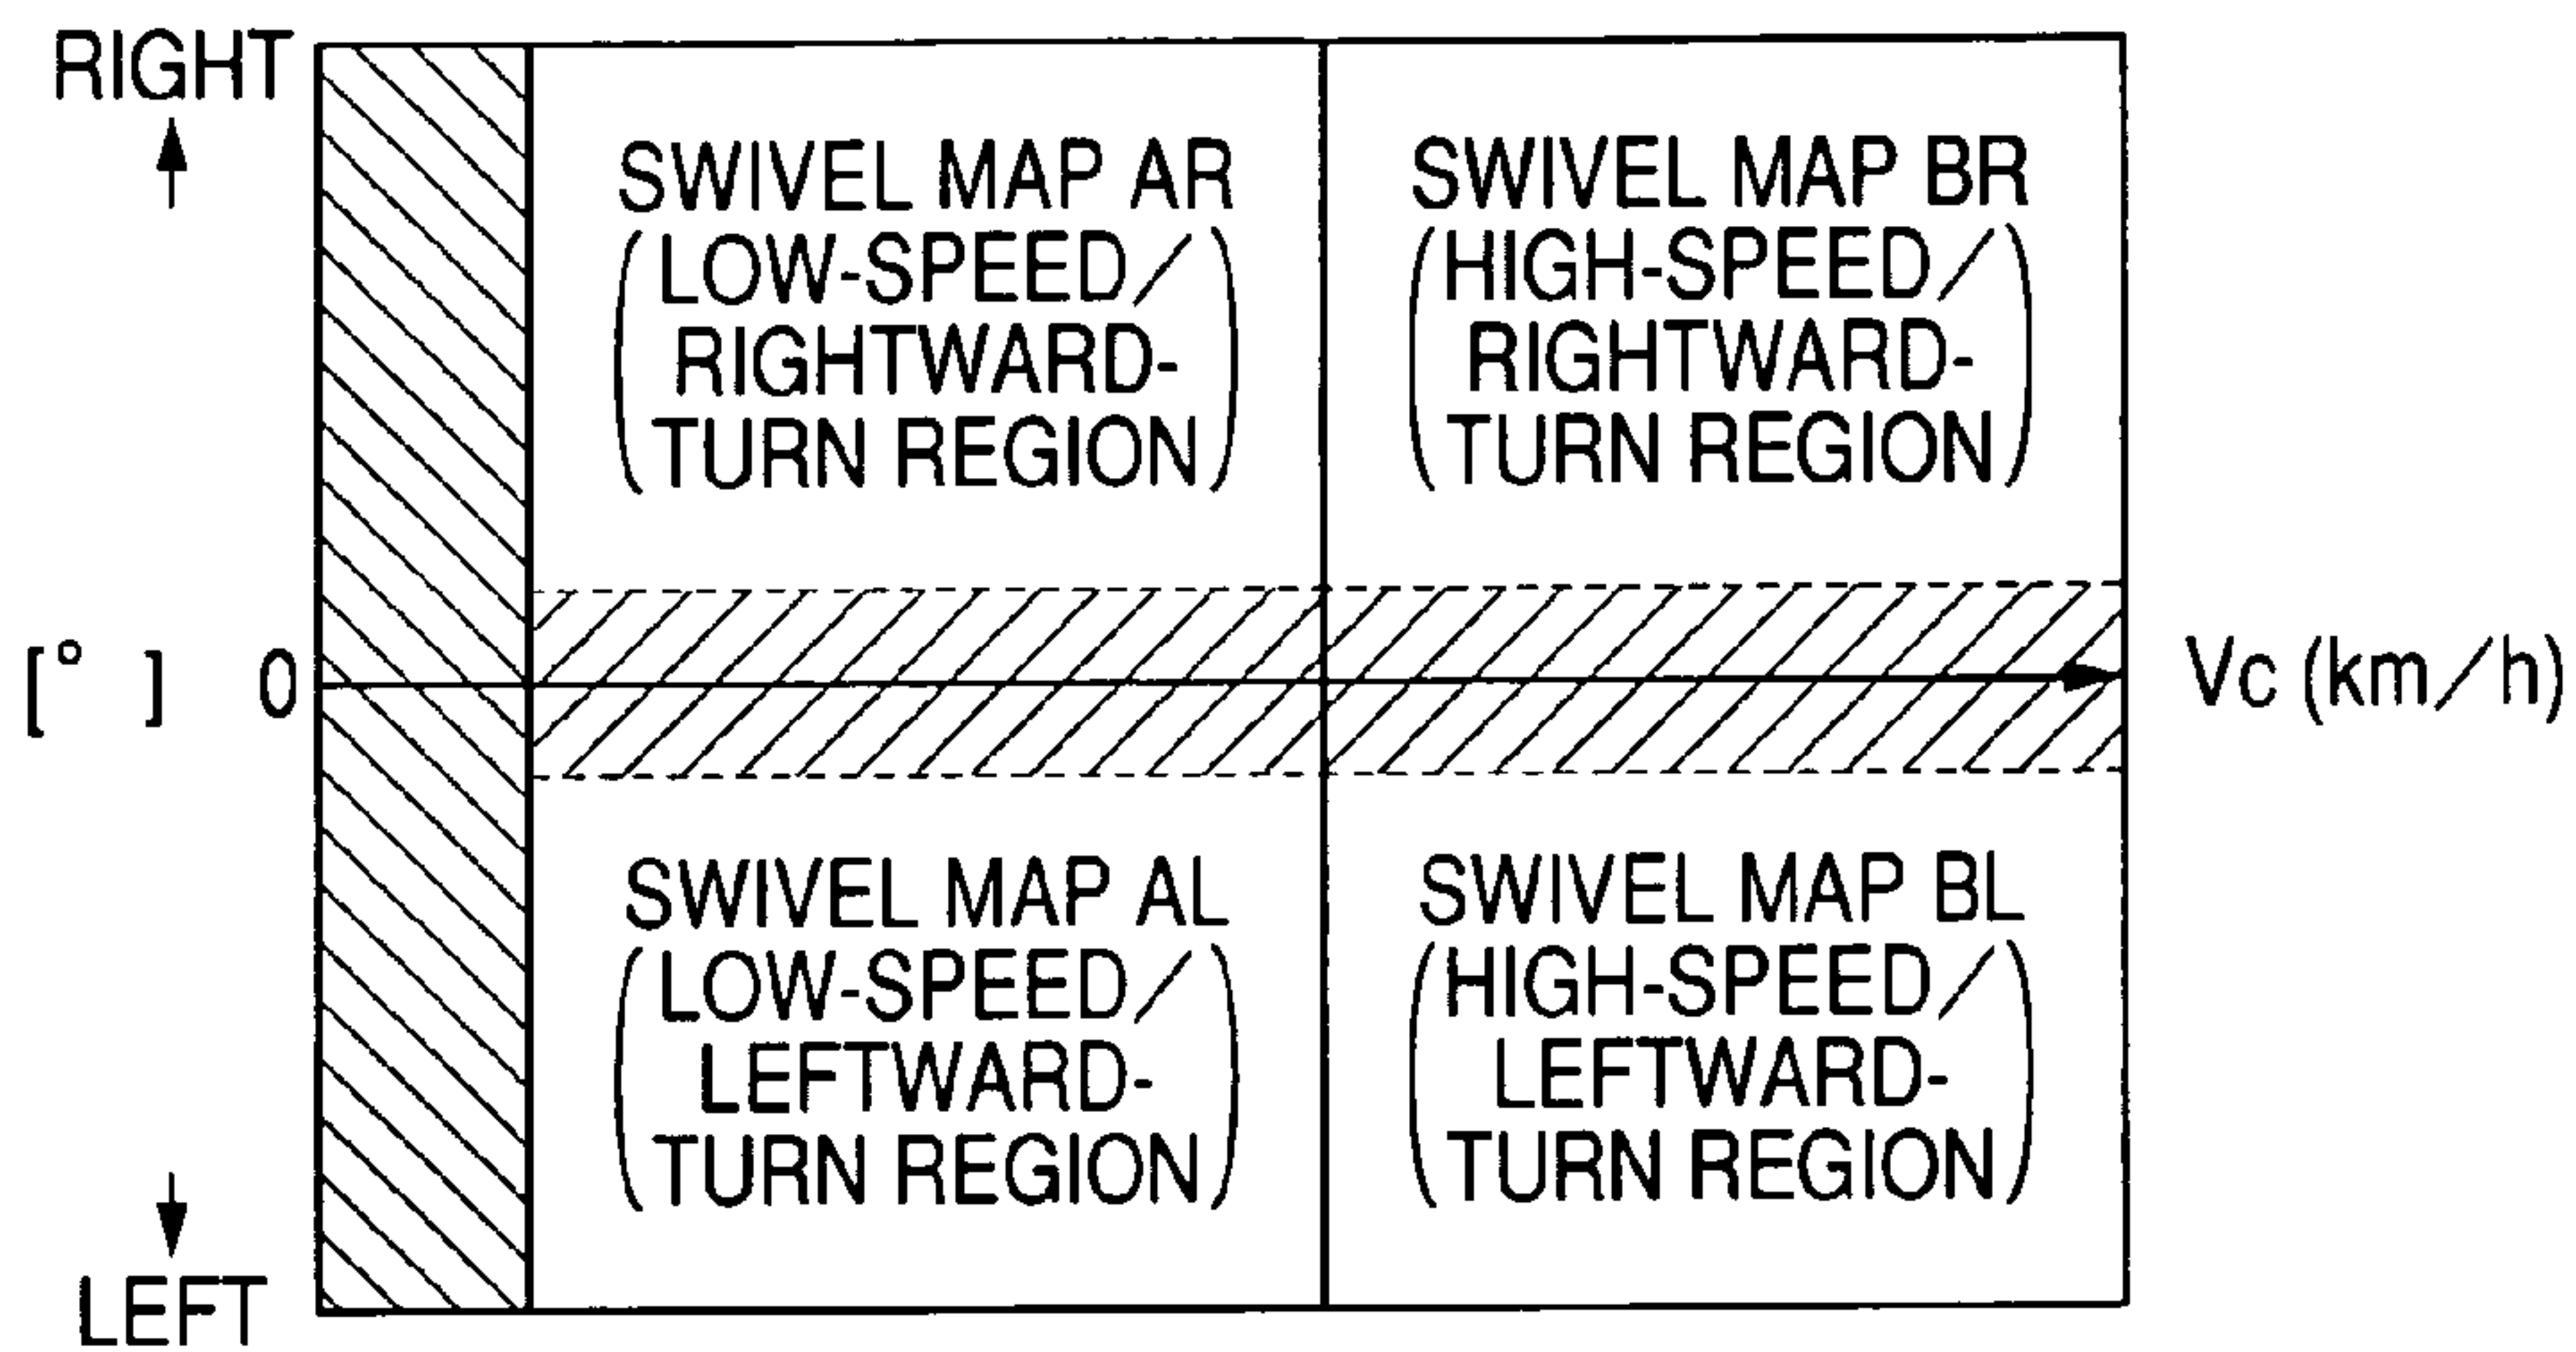 RIGHT
SWIVEL MAP AR
(LOW-SPEED/
RIGHTWARD-
TURN REGION)
SWIVEL MAP BR
(HIGH-SPEED/
RIGHTWARD-
TURN REGION)
[° ] 0
Vc (km/h)
SWIVEL MAP AL
(LOW-SPEED/
LEFTWARD-
TURN REGION)
SWIVEL MAP BL
(HIGH-SPEED/
LEFTWARD-
TURN REGION)
LEFT